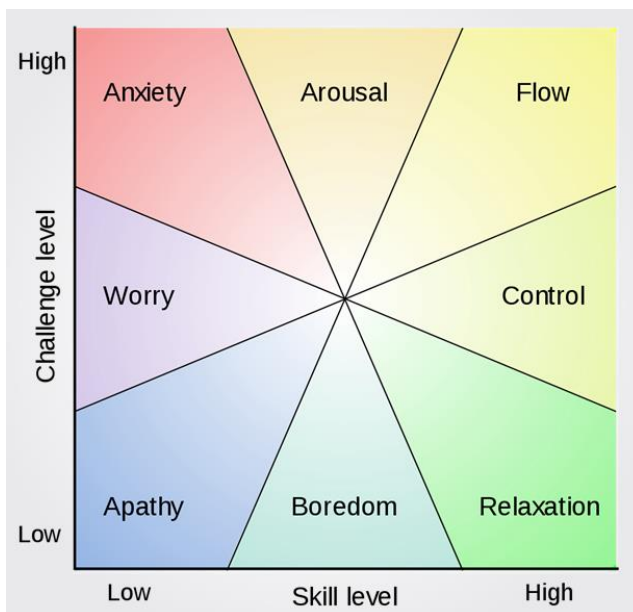 High
Anxiety Arousal Flow
Challenge level
Worry Control
Apathy Boredom Relaxation
Low
Low Skill level High